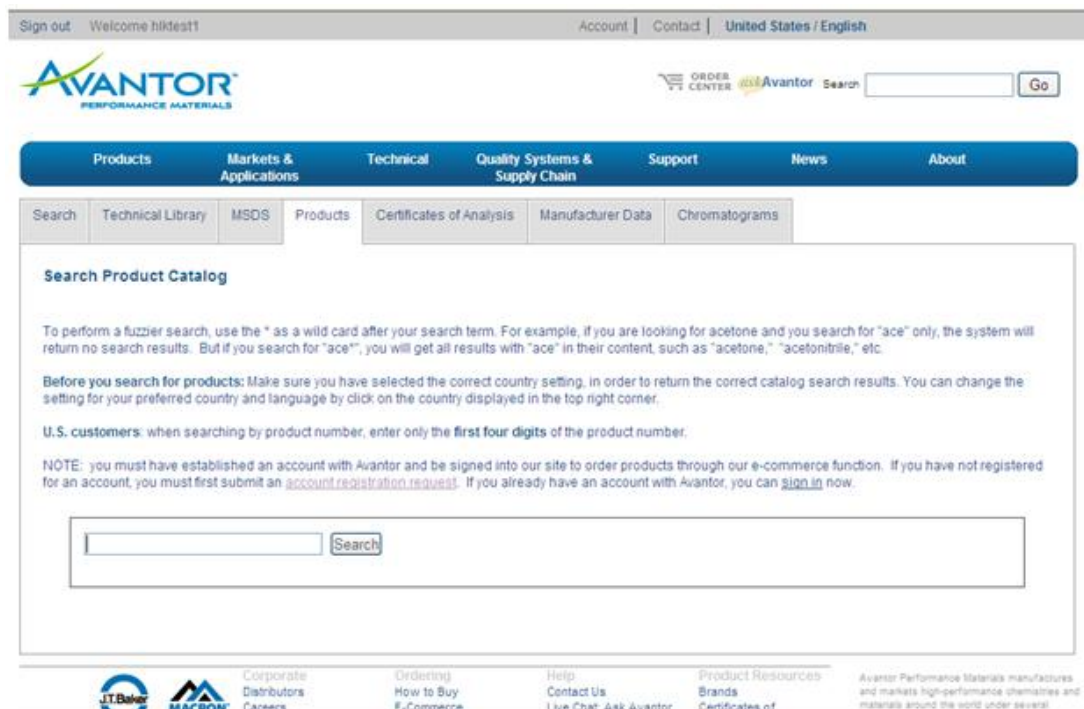 Sign out Welcome hlktest1 Account | Contact | United States / English
AVANTOR™
PERFORMANCE MATERIALS
ORDER CENTER askAvantor Search Go
Products Markets & Applications Technical Quality Systems & Supply Chain Support News About
Search Technical Library MSDS Products Certificates of Analysis Manufacturer Data Chromatograms
Search Product Catalog
To perform a fuzzier search, use the * as a wild card after your search term. For example, if you are looking for acetone and you search for "ace" only, the system will
return no search results. But if you search for "ace*", you will get all results with "ace" in their content, such as "acetone," "acetonitrile," etc.
Before you search for products: Make sure you have selected the correct country setting, in order to return the correct catalog search results. You can change the
setting for your preferred country and language by click on the country displayed in the top right corner.
U.S. customers: when searching by product number, enter only the first four digits of the product number.
NOTE: you must have established an account with Avantor and be signed into our site to order products through our e-commerce function. If you have not registered
for an account, you must first submit an account registration request. If you already have an account with Avantor, you can sign in now.
Search
J.T.Baker MACRON
Corporate Ordering Help Product Resources
Distributors How to Buy Contact Us Brands
Careers E-Commerce Live Chat: Ask Avantor Certificates of
Avantor Performance Materials manufactures
and markets high-performance chemistries and
materials around the world under several